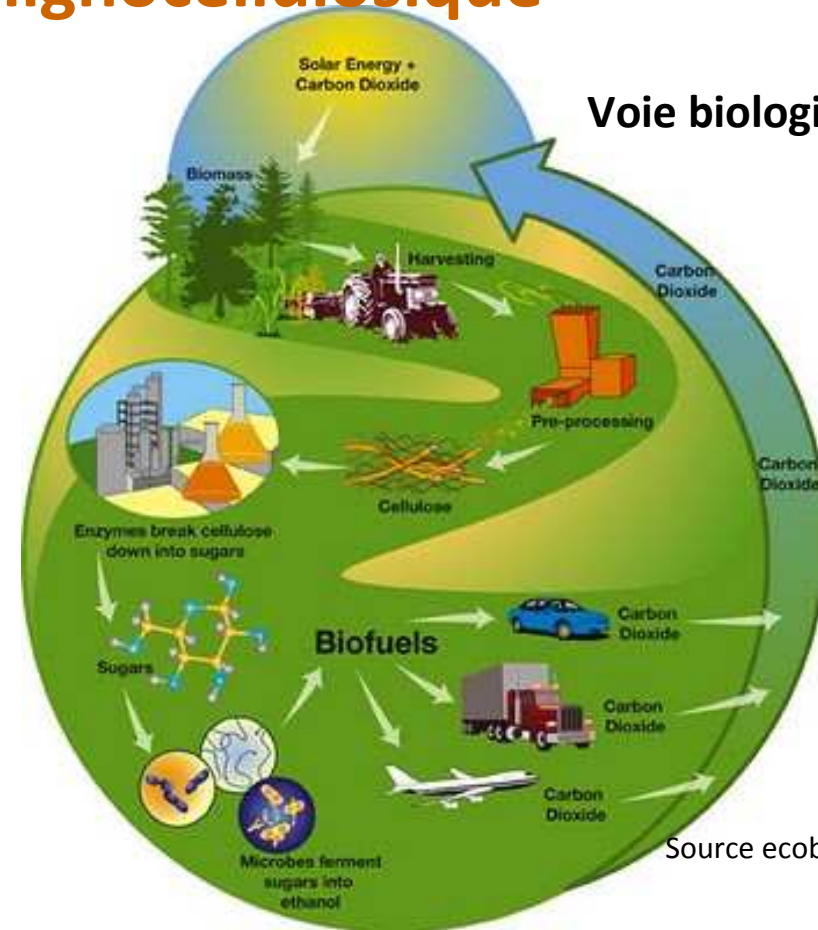 lignocellulosique
Solar Energy +
Carbon Dioxide
Voie biologi
Biomass
Harvesting
Carbon
Dioxide
Pre-processing
Cellulose
Carbon
Dioxide
Enzymes break cellulose
down into sugars
Sugars
Biofuels
Carbon
Dioxide
Carbon
Dioxide
Carbon
Dioxide
Microbes ferment
sugars into
ethanol
Source ecob